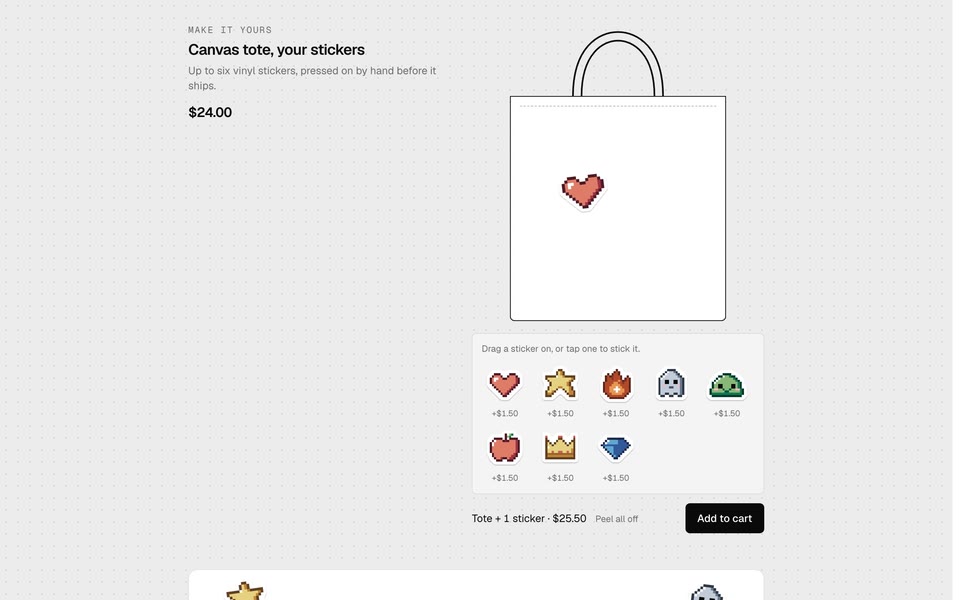 MAKE IT YOURS
Canvas tote, your stickers
Up to six vinyl stickers, pressed on by hand before it
ships.
$24.00
Drag a sticker on, or tap one to stick it.
+$1.50 +$1.50 +$1.50 +$1.50 +$1.50
+$1.50 +$1.50 +$1.50
Tote + 1 sticker · $25.50 Peel all off Add to cart